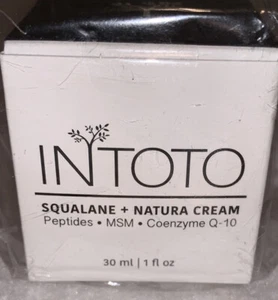 INTOTO
SQUALANE + NATURA CREAM
Peptides • MSM • Coenzyme Q-10
30 ml | 1 fl oz